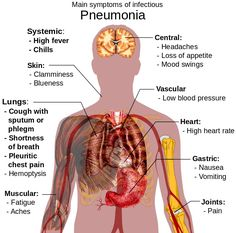 Main symptoms of infectious
Pneumonia
Systemic:
- High fever
- Chills
Skin:
- Clamminess
- Blueness
Lungs:
- Cough with
sputum or
phlegm
- Shortness
of breath
- Pleuritic
chest pain
- Hemoptysis
Muscular:
- Fatigue
- Aches
Central:
- Headaches
- Loss of appetite
- Mood swings
Vascular
- Low blood pressure
Heart:
- High heart rate
Gastric:
- Nausea
- Vomiting
Joints:
- Pain